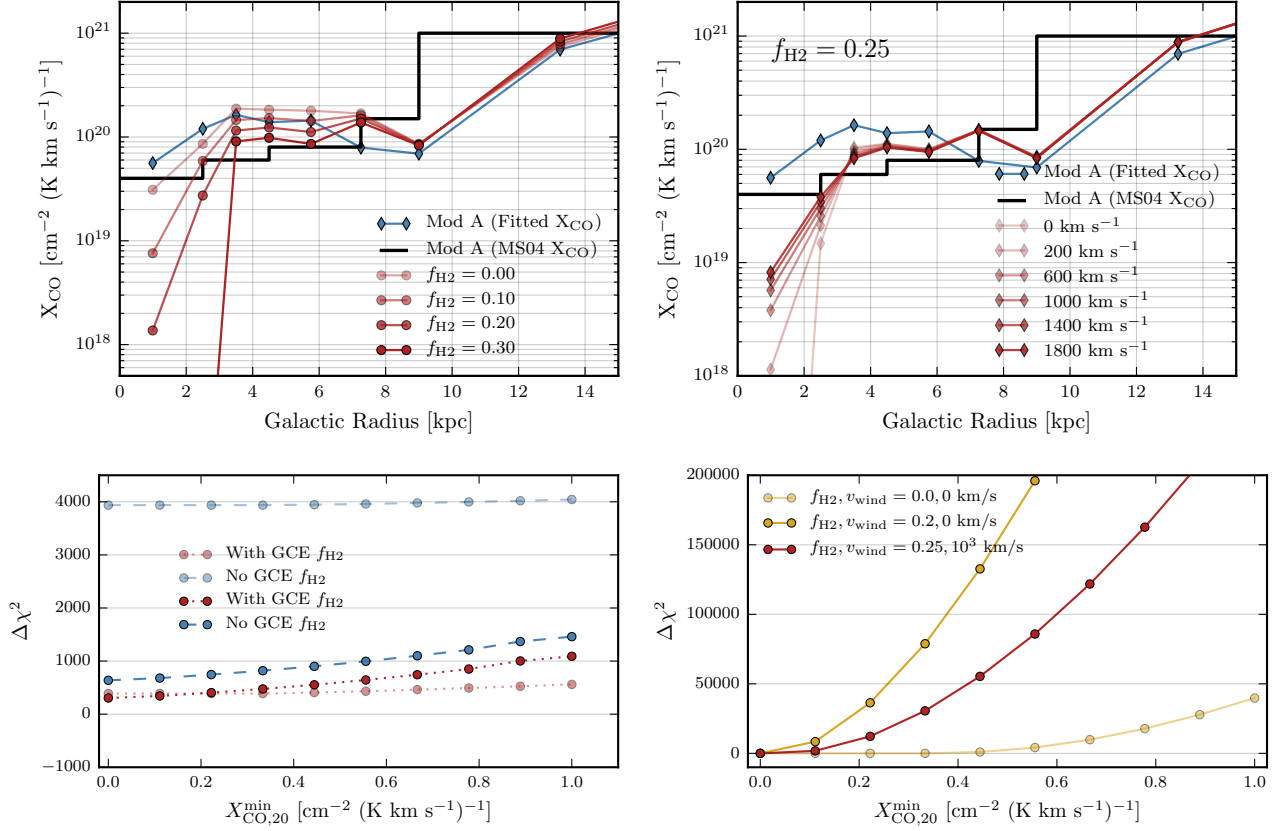 10^21
10^20
10^19
10^18
X_CO [cm^−2 (K km s^−1)^−1]
0 2 4 6 8 10 12 14
Galactic Radius [kpc]
Mod A (Fitted X_CO)
Mod A (MS04 X_CO)
f_H2 = 0.00
f_H2 = 0.10
f_H2 = 0.20
f_H2 = 0.30
f_H2 = 0.25
10^21
10^20
10^19
10^18
X_CO [cm^−2 (K km s^−1)^−1]
0 2 4 6 8 10 12 14
Galactic Radius [kpc]
Mod A (Fitted X_CO)
Mod A (MS04 X_CO)
0 km s^−1
200 km s^−1
600 km s^−1
1000 km s^−1
1400 km s^−1
1800 km s^−1
4000
3000
2000
1000
0
−1000
Δχ^2
With GCE f_H2
No GCE f_H2
With GCE f_H2
No GCE f_H2
0.0 0.2 0.4 0.6 0.8 1.0
X^min_CO,20 [cm^−2 (K km s^−1)^−1]
200000
150000
100000
50000
0
Δχ^2
f_H2, v_wind = 0.0, 0 km/s
f_H2, v_wind = 0.2, 0 km/s
f_H2, v_wind = 0.25, 10^3 km/s
0.0 0.2 0.4 0.6 0.8 1.0
X^min_CO,20 [cm^−2 (K km s^−1)^−1]